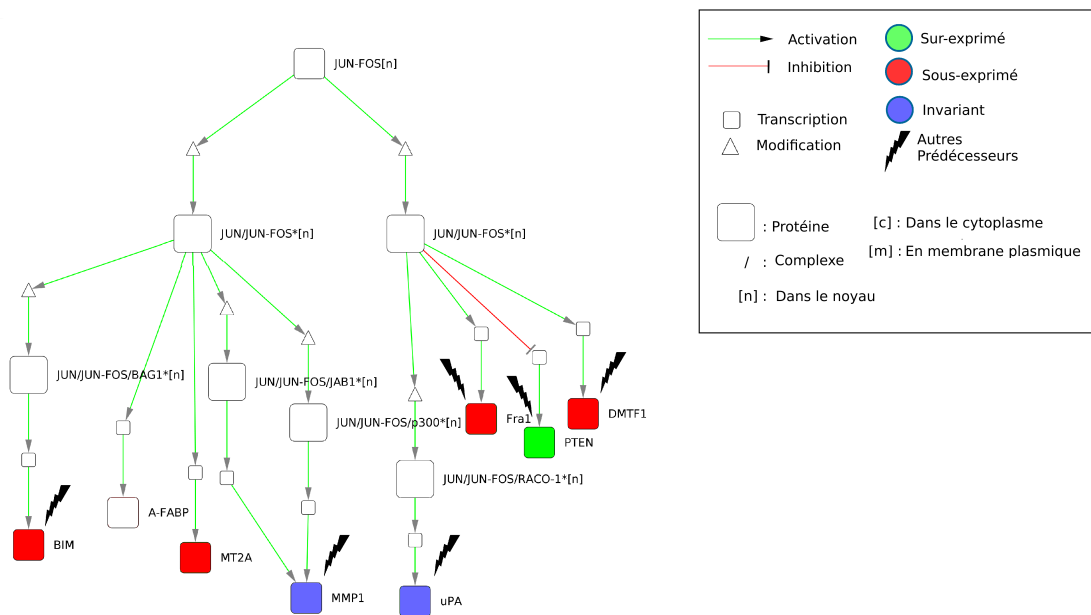 JUN-FOS[n]
JUN/JUN-FOS*[n]
JUN/JUN-FOS*[n]
JUN/JUN-FOS/BAG1*[n]
JUN/JUN-FOS/JAB1*[n]
JUN/JUN-FOS/p300*[n]
Fra1
DMTF1
PTEN
JUN/JUN-FOS/RACO-1*[n]
A-FABP
BIM
MT2A
MMP1
uPA
Activation
Inhibition
Transcription
Modification
Sur-exprimé
Sous-exprimé
Invariant
Autres
Prédécesseurs
: Protéine
/ : Complexe
[n] : Dans le noyau
[c] : Dans le cytoplasme
[m] : En membrane plasmique